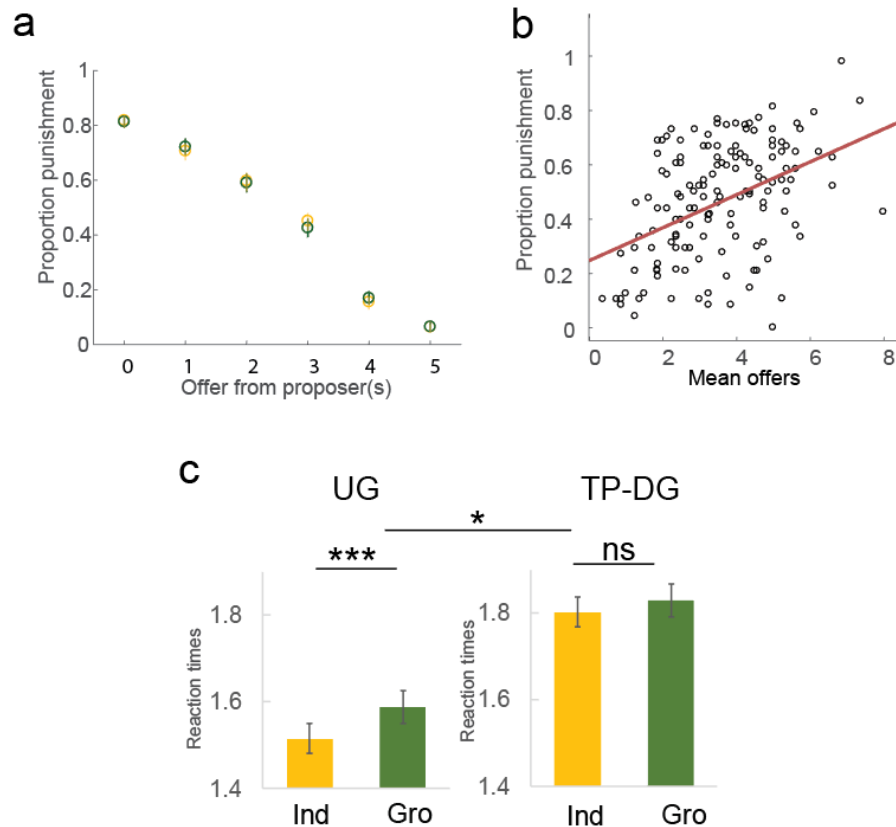 a
Proportion punishment
1
0.8
0.6
0.4
0.2
0
0 1 2 3 4 5
Offer from proposer(s)
b
Proprtion punishment
1
0.8
0.6
0.4
0.2
0
0 2 4 6 8
Mean offers
c
UG TP-DG
*
*** ns
Reaction times
1.8
1.6
1.4
Ind Gro
Reaction times
1.8
1.6
1.4
Ind Gro